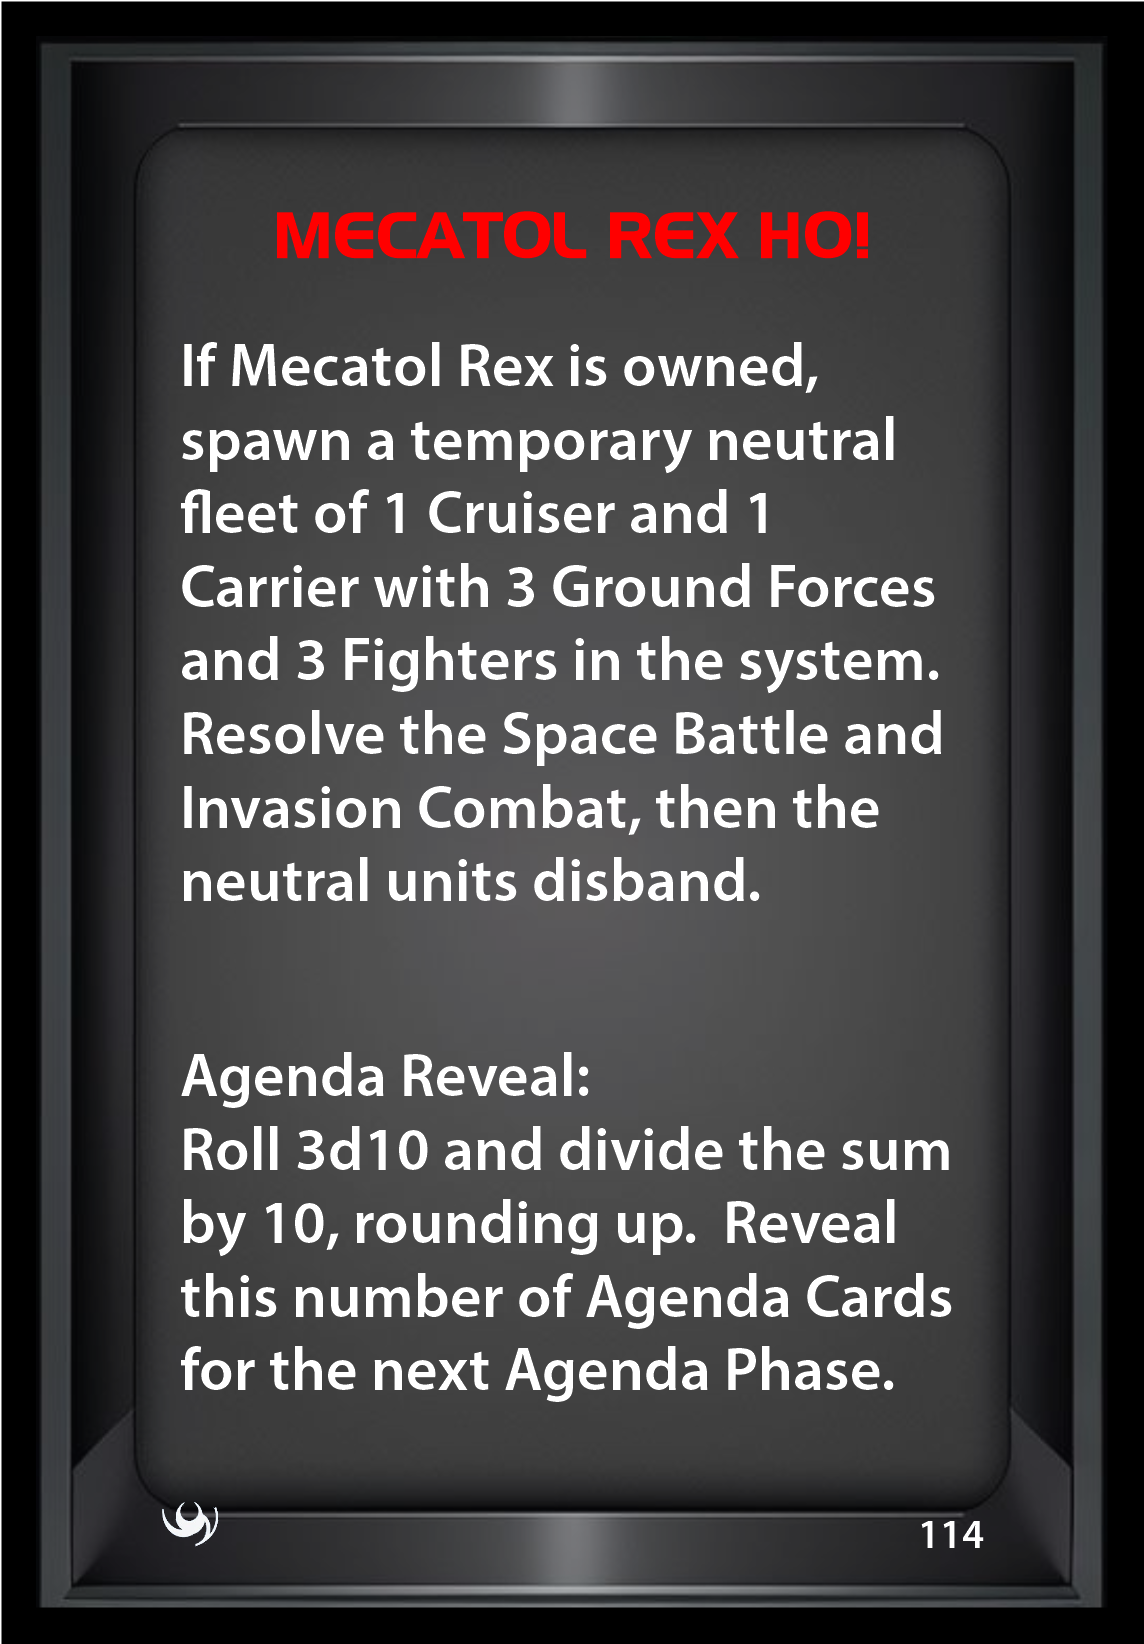 MECATOL REX HO!
If Mecatol Rex is owned,
spawn a temporary neutral
fleet of 1 Cruiser and 1
Carrier with 3 Ground Forces
and 3 Fighters in the system.
Resolve the Space Battle and
Invasion Combat, then the
neutral units disband.
Agenda Reveal:
Roll 3d10 and divide the sum
by 10, rounding up.  Reveal
this number of Agenda Cards
for the next Agenda Phase.
114